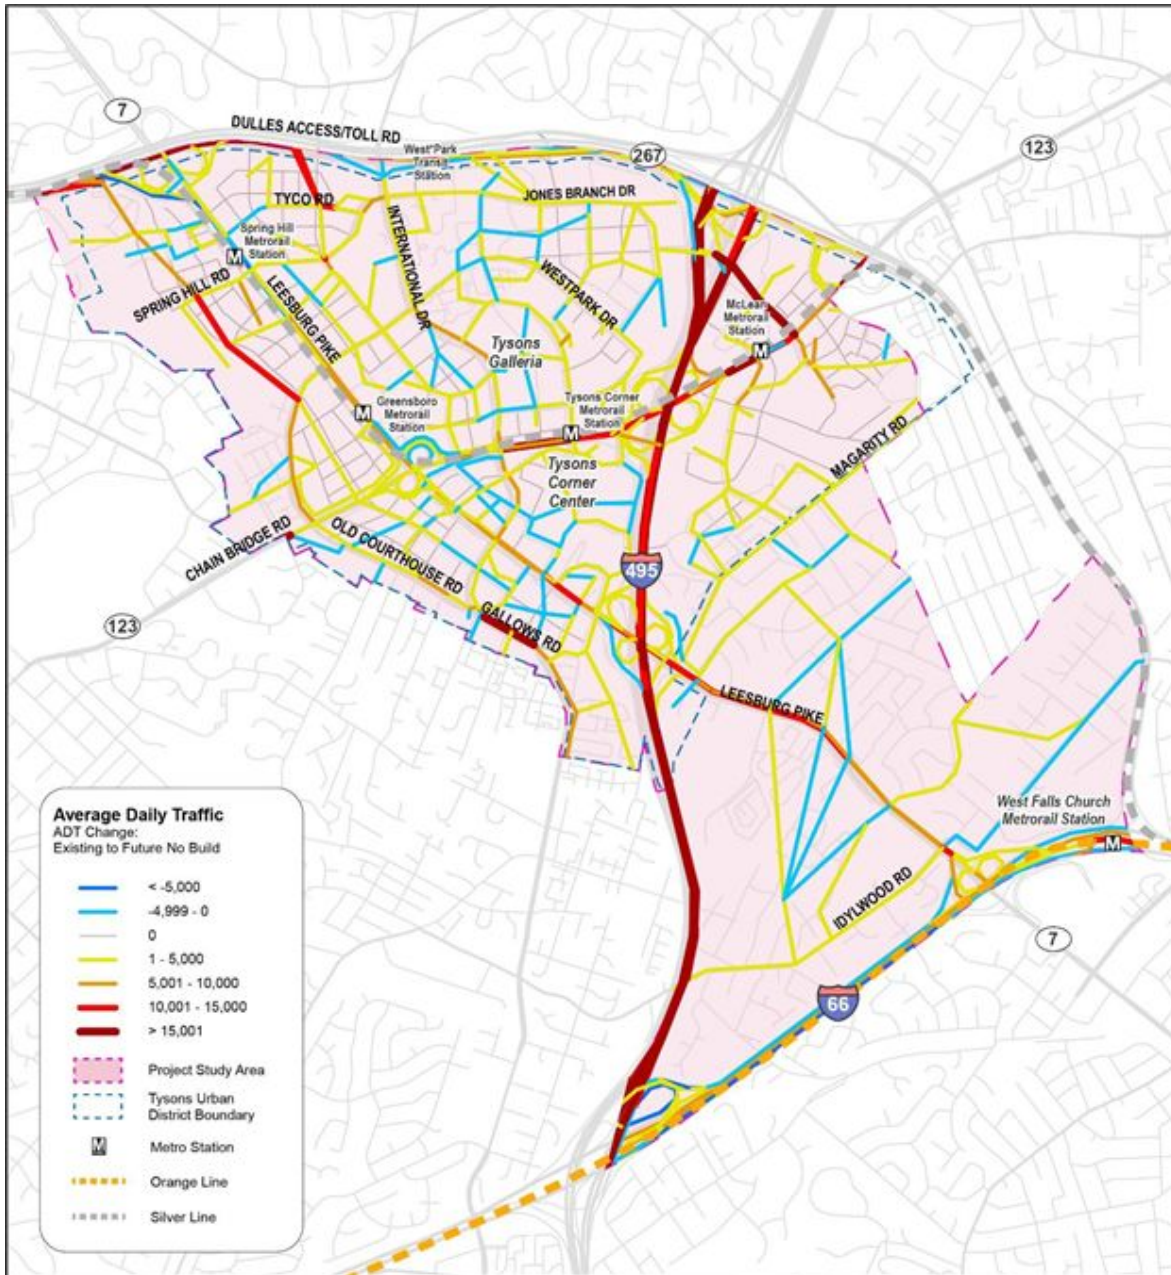 7
DULLES ACCESS/TOLL RD
West*Park
Transit
Station
267
123
TYCO RD
JONES BRANCH DR
Spring Hill
Metrorail
Station
M
INTERNATIONAL DR
SPRING HILL RD
LEESBURG PIKE
WESTPARK DR
McLean
Metrorail
Station
M
Tysons
Galleria
Greensboro
Metrorail
Station
M
Tysons Corner
Metrorail
Station
M
MAGARITY RD
Tysons
Corner
Center
CHAIN BRIDGE RD
OLD COURTHOUSE RD
495
GALLOWS RD
123
LEESBURG PIKE
West Falls Church
Metrorail Station
M
IDYLWOOD RD
7
66
Average Daily Traffic
ADT Change:
Existing to Future No Build
< -5,000
-4,999 - 0
0
1 - 5,000
5,001 - 10,000
10,001 - 15,000
> 15,001
Project Study Area
Tysons Urban
District Boundary
M
Metro Station
Orange Line
Silver Line